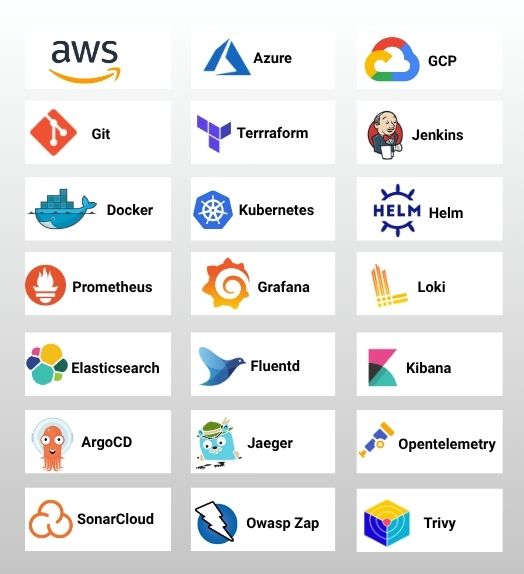 aws
Azure
GCP
Git
Terrraform
Jenkins
Docker
Kubernetes
HELM Helm
Prometheus
Grafana
Loki
Elasticsearch
Fluentd
Kibana
ArgoCD
Jaeger
Opentelemetry
SonarCloud
Owasp Zap
Trivy